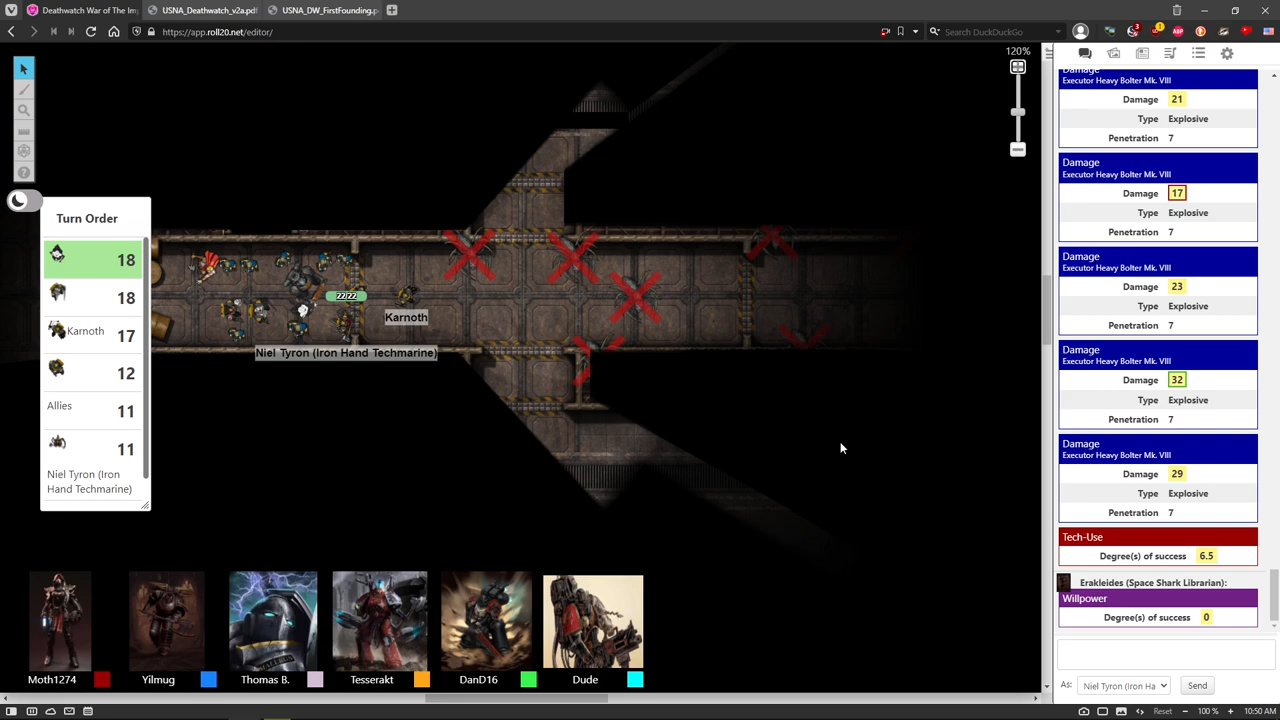 Deathwatch War of The Im
USNA_Deathwatch_v2a.pdf
USNA_DW_FirstFounding.p
https://app.roll20.net/editor/
Search DuckDuckGo
120%
Turn Order
18
18
Karnoth
17
12
Allies
11
11
Niel Tyron (Iron
Hand Techmarine)
22/22
Karnoth
Niel Tyron (Iron Hand Techmarine)
Moth1274
Yilmug
Thomas B.
Tesserakt
DanD16
Dude
Damage
Executor Heavy Bolter Mk. VIII
Damage 21
Type Explosive
Penetration 7
Damage
Executor Heavy Bolter Mk. VIII
Damage 17
Type Explosive
Penetration 7
Damage
Executor Heavy Bolter Mk. VIII
Damage 23
Type Explosive
Penetration 7
Damage
Executor Heavy Bolter Mk. VIII
Damage 32
Type Explosive
Penetration 7
Damage
Executor Heavy Bolter Mk. VIII
Damage 29
Type Explosive
Penetration 7
Tech-Use
Degree(s) of success 6.5
Erakleides (Space Shark Librarian):
Willpower
Degree(s) of success 0
As: Niel Tyron (Iron Ha
Send
Reset
100 %
10:50 AM